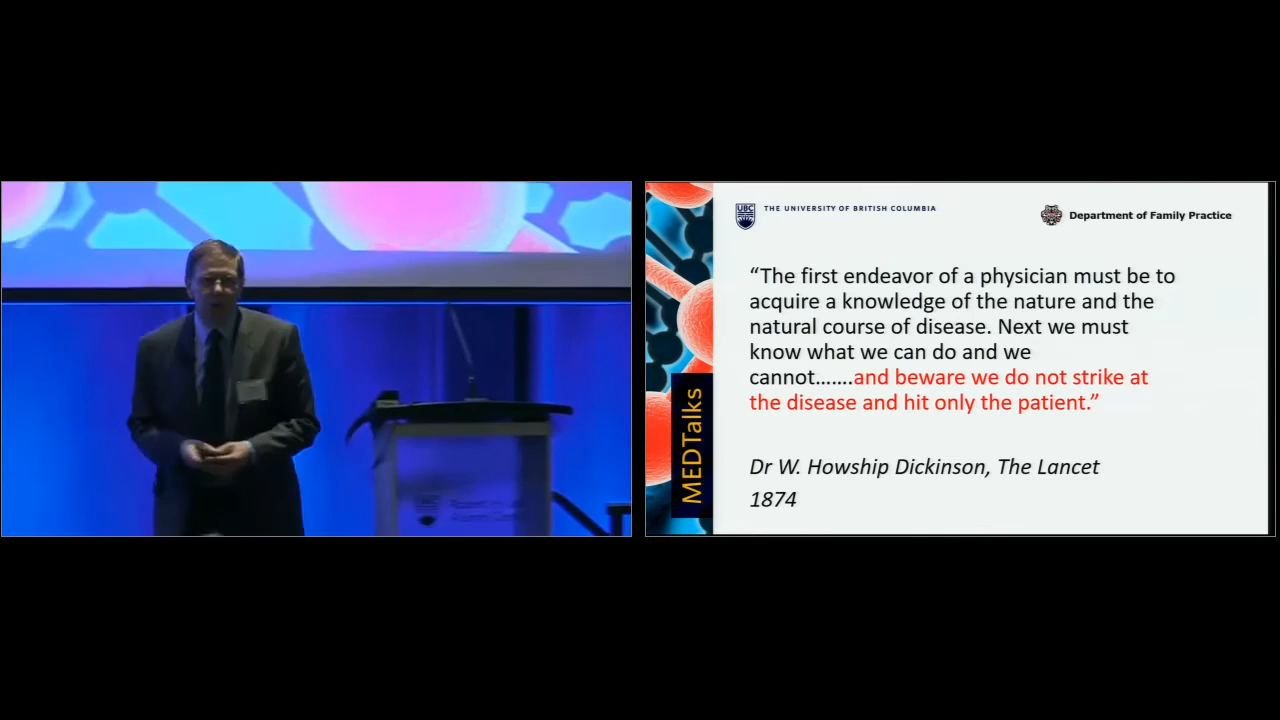 THE UNIVERSITY OF BRITISH COLUMBIA
UBC
Department of Family Practice
“The first endeavor of a physician must be to
acquire a knowledge of the nature and the
natural course of disease. Next we must
know what we can do and we
cannot…….and beware we do not strike at
the disease and hit only the patient.”
Dr W. Howship Dickinson, The Lancet
1874
MEDTalks